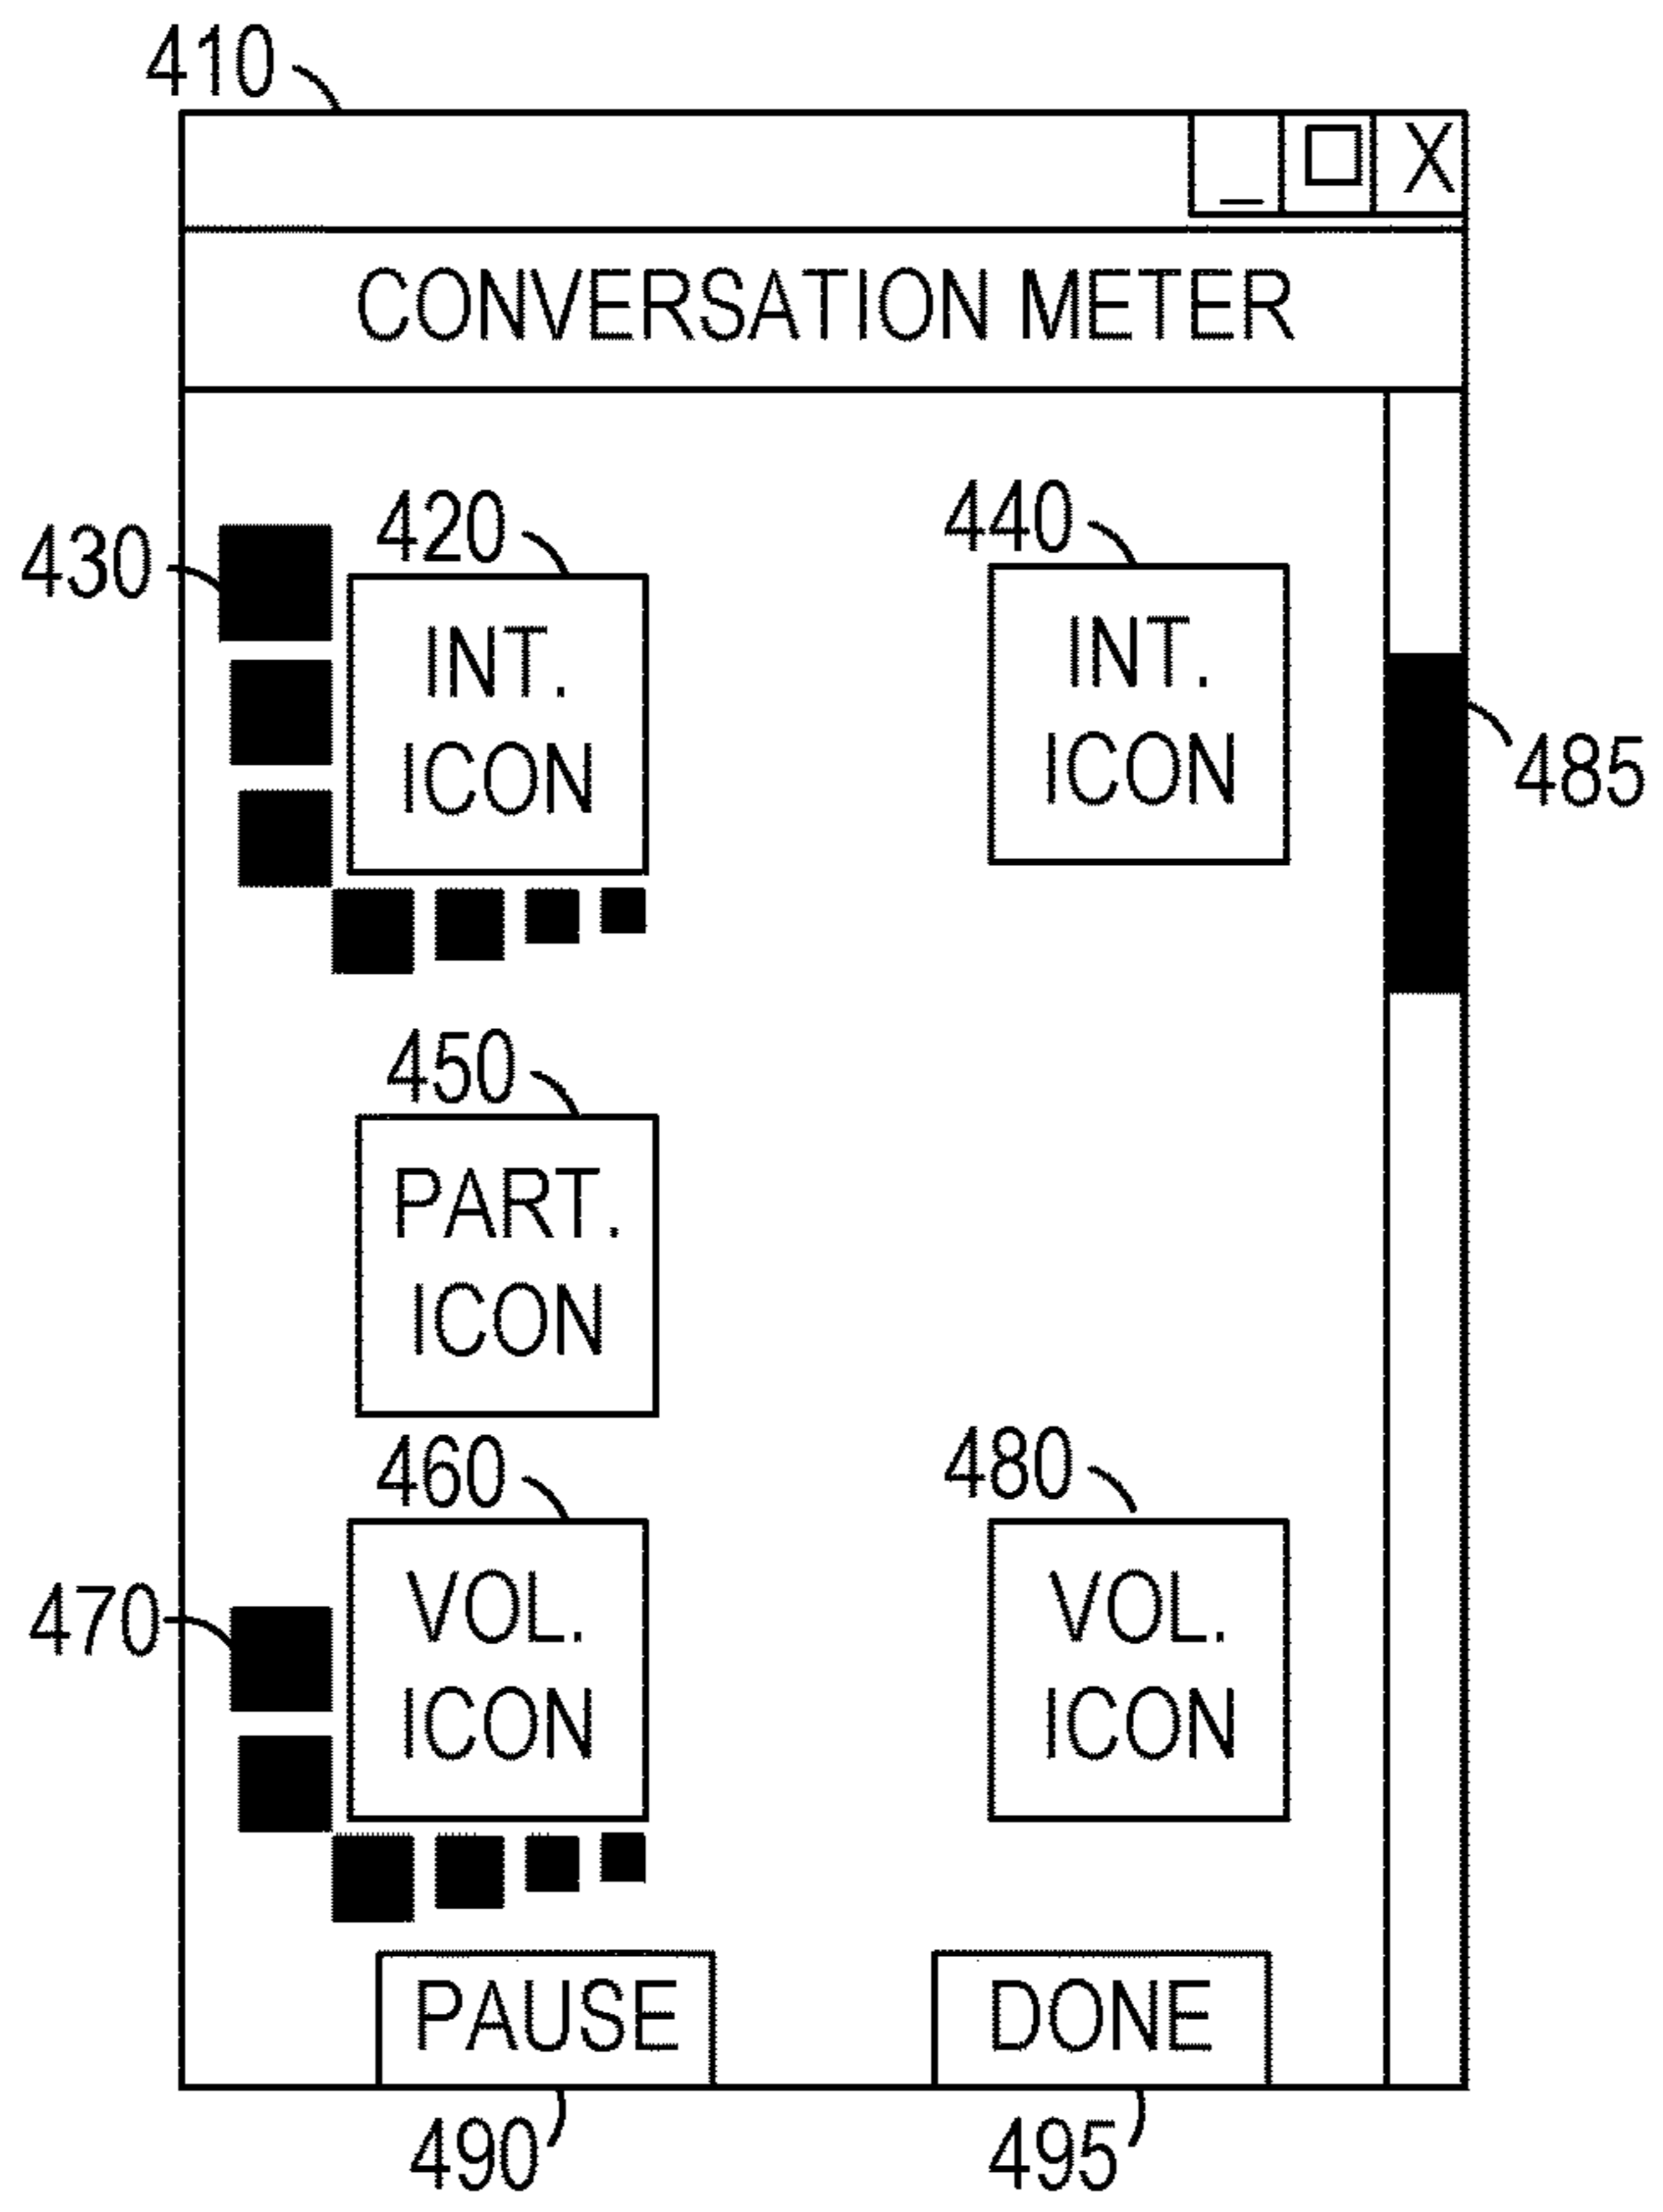 410
_ □ X
CONVERSATION METER
420
440
430
INT.
ICON
INT.
ICON
485
450
PART.
ICON
460
480
470
VOL.
ICON
VOL.
ICON
PAUSE
DONE
490
495